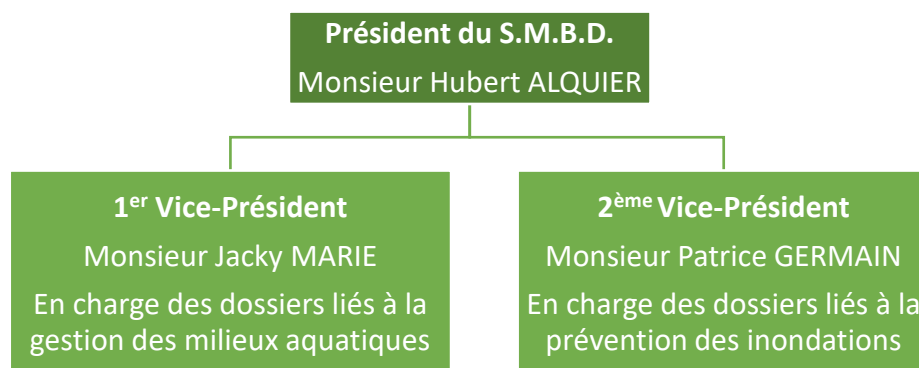 Président du S.M.B.D.
Monsieur Hubert ALQUIER
1er Vice-Président
Monsieur Jacky MARIE
En charge des dossiers liés à la
gestion des milieux aquatiques
2ème Vice-Président
Monsieur Patrice GERMAIN
En charge des dossiers liés à la
prévention des inondations